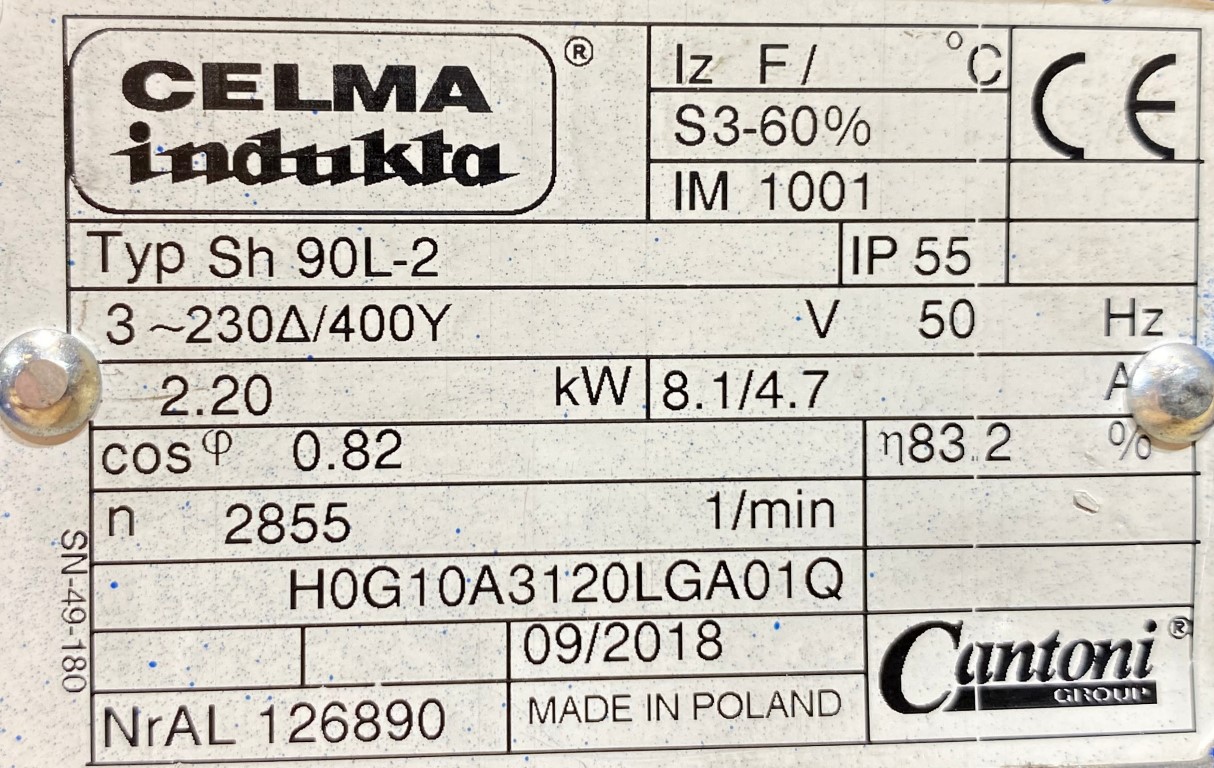 CELMA ®
indukta
Iz F/ °C
CE
S3-60%
IM 1001
Typ Sh 90L-2 IP 55
3 ~230Δ/400Y V 50 Hz
2.20 kW 8.1/4.7 A
cos φ 0.82 η83.2 %
n 2855 1/min
H0G10A3120LGA01Q
09/2018
NrAL 126890 MADE IN POLAND
Cantoni ®
GROUP
SN-49-180